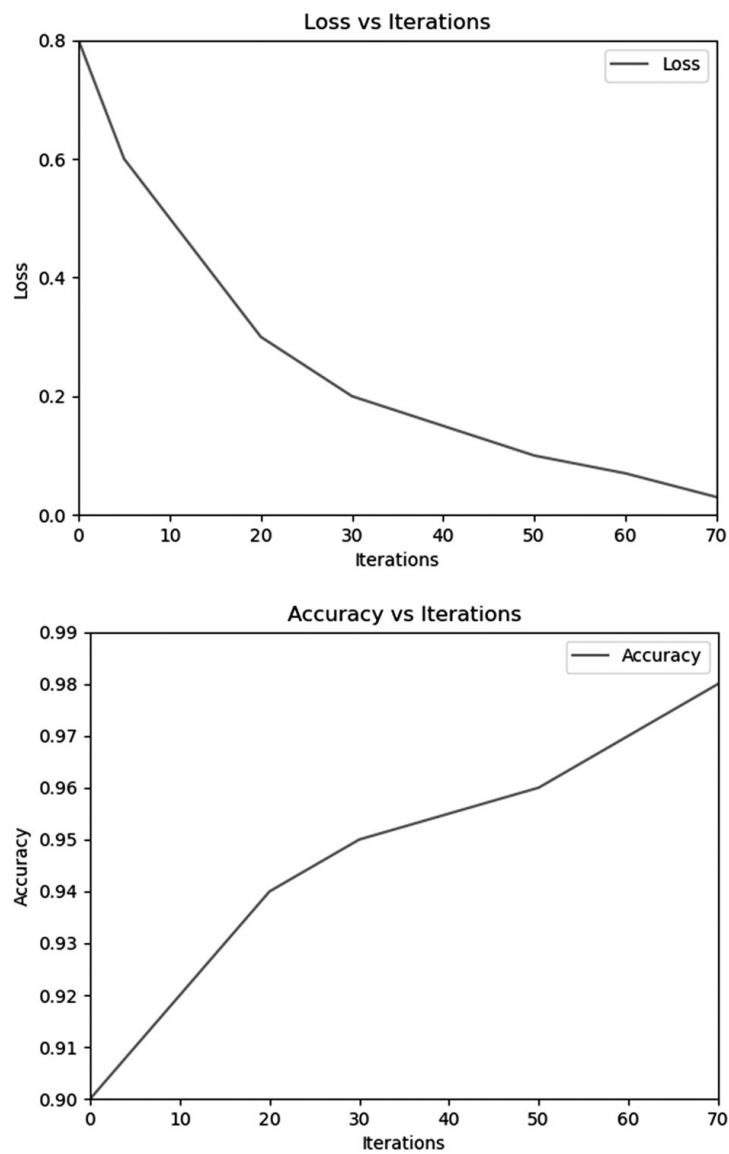 Loss vs Iterations
0.8
Loss
0.6
Loss
0.4
0.2
0.0
0 10 20 30 40 50 60 70
Iterations
Accuracy vs Iterations
0.99
Accuracy
0.98
0.97
0.96
0.95
Accuracy
0.94
0.93
0.92
0.91
0.90
0 10 20 30 40 50 60 70
Iterations